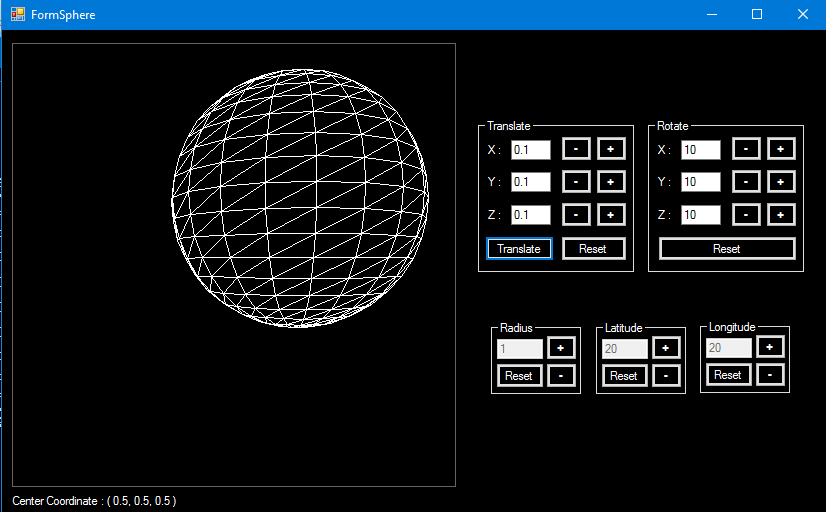 FormSphere
Translate
X : 0.1 - +
Y : 0.1 - +
Z : 0.1 - +
Translate Reset
Rotate
X : 10 - +
Y : 10 - +
Z : 10 - +
Reset
Radius
1 +
Reset -
Latitude
20 +
Reset -
Longitude
20 +
Reset -
Center Coordinate : ( 0.5, 0.5, 0.5 )